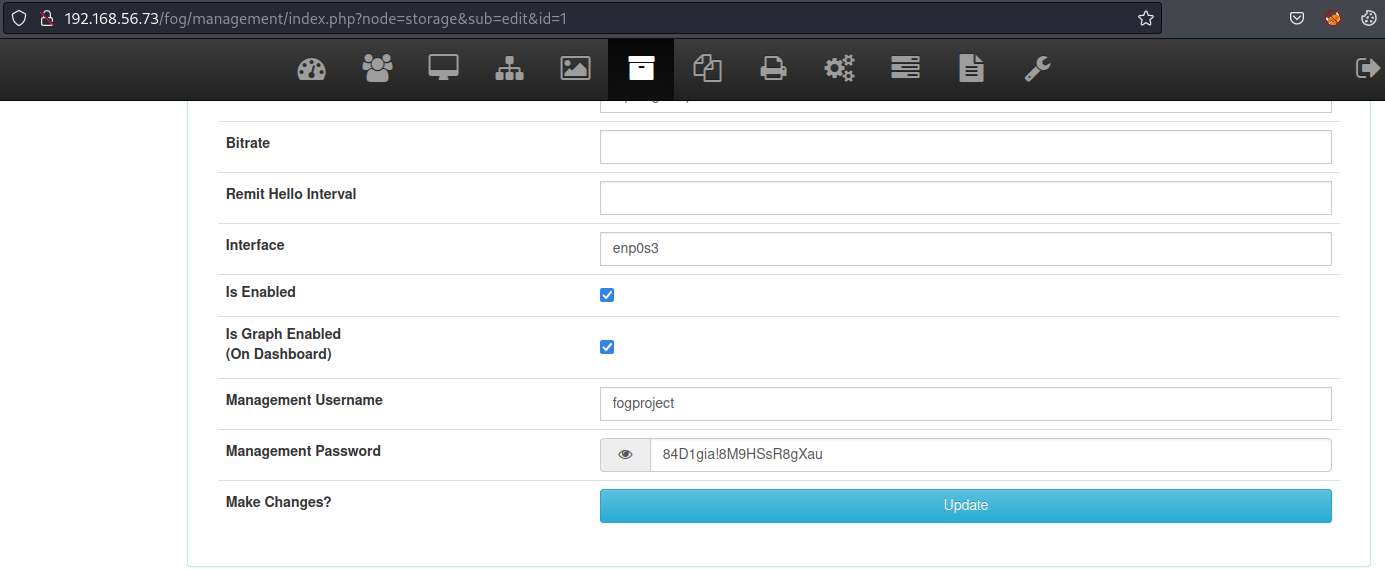 192.168.56.73/fog/management/index.php?node=storage&sub=edit&id=1
Bitrate
Remit Hello Interval
Interface
enp0s3
Is Enabled
Is Graph Enabled
(On Dashboard)
Management Username
fogproject
Management Password
84D1gia!8M9HSsR8gXau
Make Changes?
Update